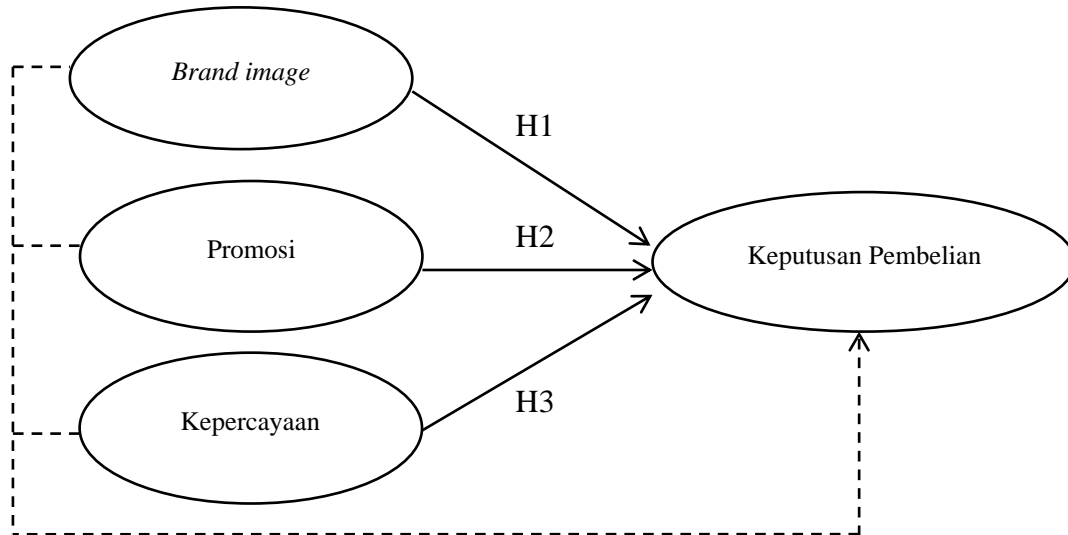 Brand image
H1
Promosi
H2
Keputusan Pembelian
Kepercayaan
H3